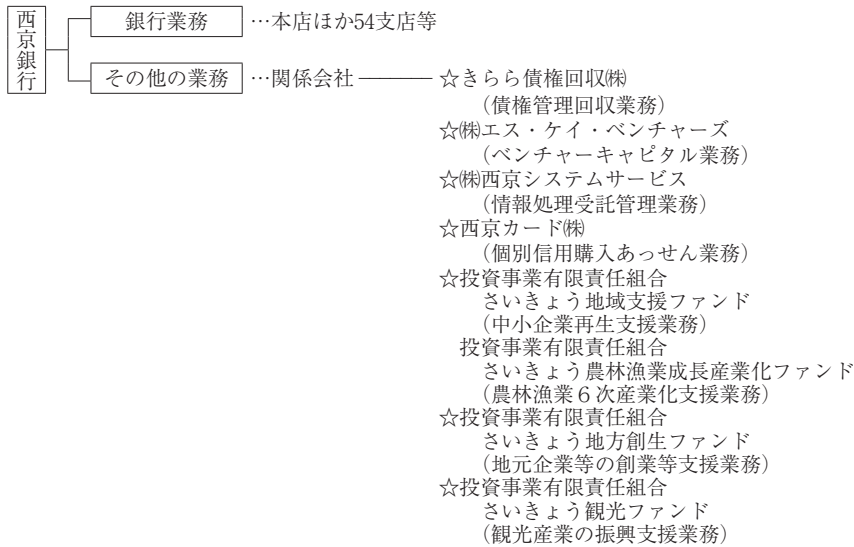 西京銀行
銀行業務 …本店ほか54支店等
その他の業務 …関係会社 ――― ☆きらら債権回収㈱
(債権管理回収業務)
☆㈱エス・ケイ・ベンチャーズ
(ベンチャーキャピタル業務)
☆㈱西京システムサービス
(情報処理受託管理業務)
☆西京カード㈱
(個別信用購入あっせん業務)
☆投資事業有限責任組合
さいきょう地域支援ファンド
(中小企業再生支援業務)
投資事業有限責任組合
さいきょう農林漁業成長産業化ファンド
(農林漁業6次産業化支援業務)
☆投資事業有限責任組合
さいきょう地方創生ファンド
(地元企業等の創業等支援業務)
☆投資事業有限責任組合
さいきょう観光ファンド
(観光産業の振興支援業務)